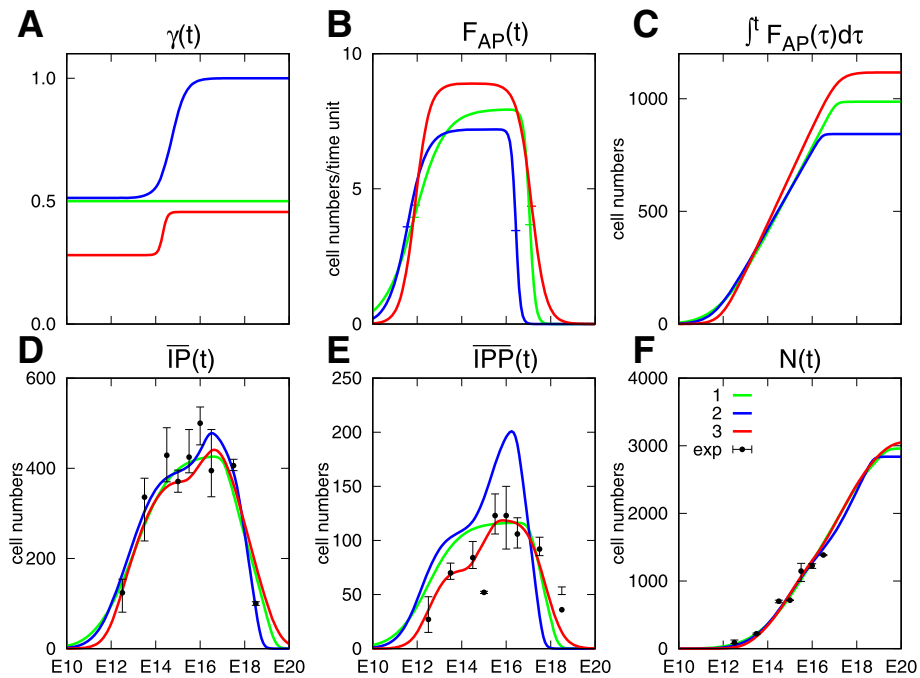 A
γ(t)
1.0
0.5
0.0
B
F_AP(t)
10
5
0
cell numbers/time unit
C
∫^t F_AP(τ)dτ
1000
500
0
cell numbers
D
I̅P̅(t)
600
400
200
0
cell numbers
E10 E12 E14 E16 E18 E20
E
I̅P̅P̅(t)
250
200
150
100
50
0
cell numbers
E10 E12 E14 E16 E18 E20
F
N(t)
1
2
3
exp
4000
3000
2000
1000
0
cell numbers
E10 E12 E14 E16 E18 E20